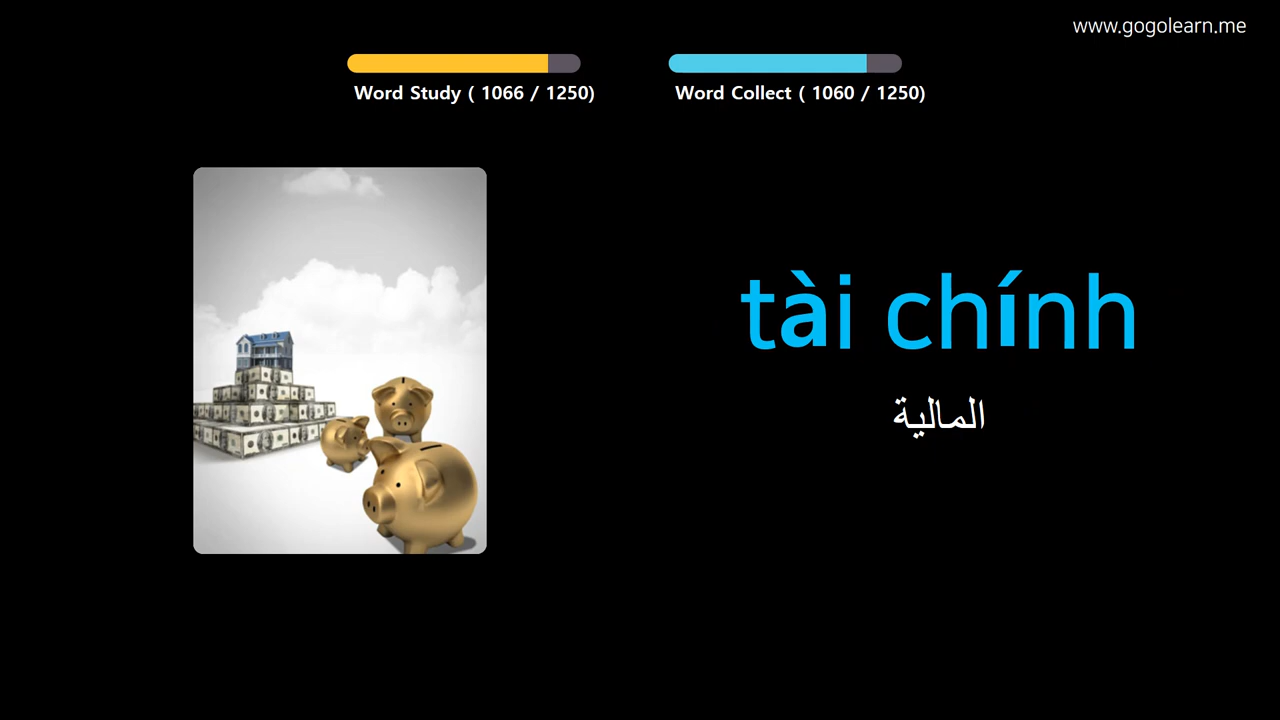 www.gogolearn.me
Word Study ( 1066 / 1250)
Word Collect ( 1060 / 1250)
tài chính
المالية